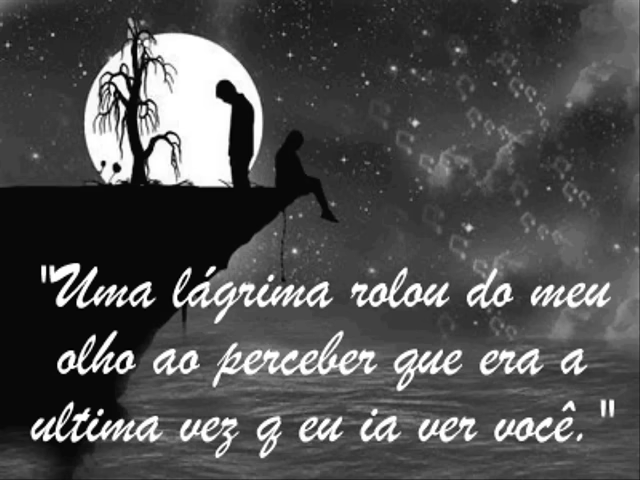 "Uma lágrima rolou do meu
olho ao perceber que era a
ultima vez q eu ia ver você."